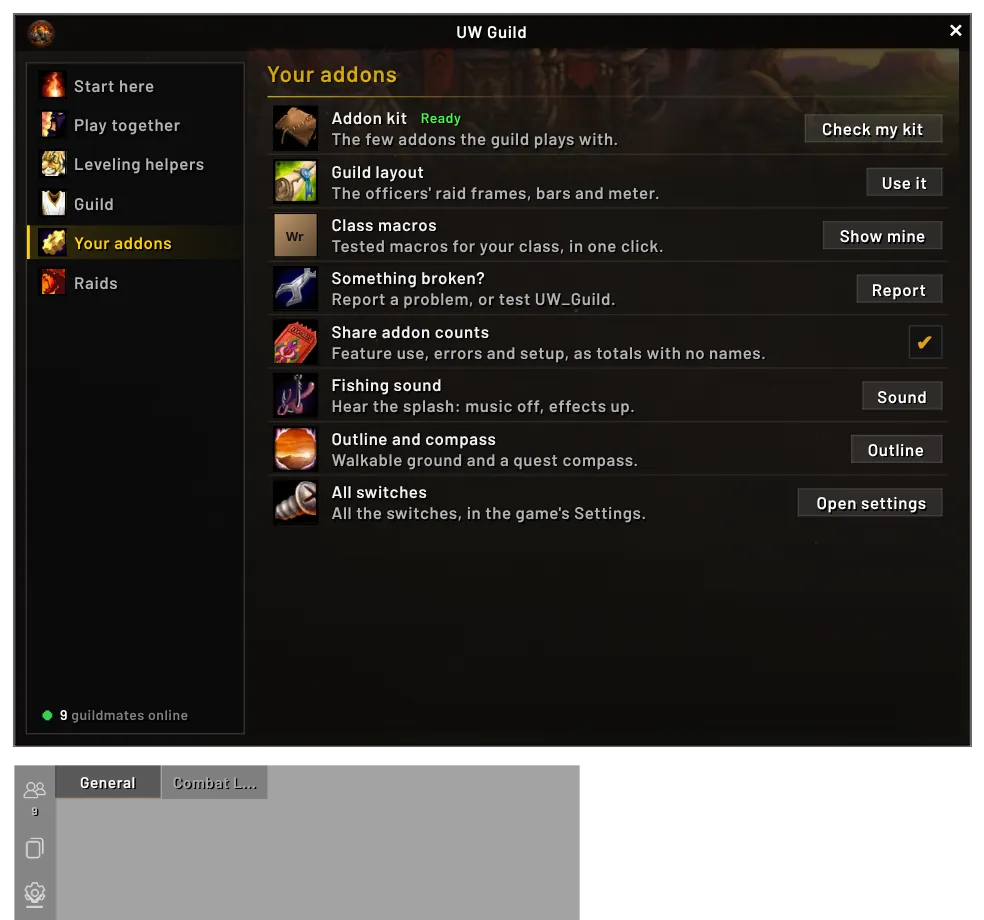 UW Guild
Start here
Play together
Leveling helpers
Guild
Your addons
Raids
9 guildmates online
Your addons
Addon kit Ready
The few addons the guild plays with.
Check my kit
Guild layout
The officers' raid frames, bars and meter.
Use it
Wr
Class macros
Tested macros for your class, in one click.
Show mine
Something broken?
Report a problem, or test UW_Guild.
Report
Share addon counts
Feature use, errors and setup, as totals with no names.
Fishing sound
Hear the splash: music off, effects up.
Sound
Outline and compass
Walkable ground and a quest compass.
Outline
All switches
All the switches, in the game's Settings.
Open settings
General
Combat L...
9